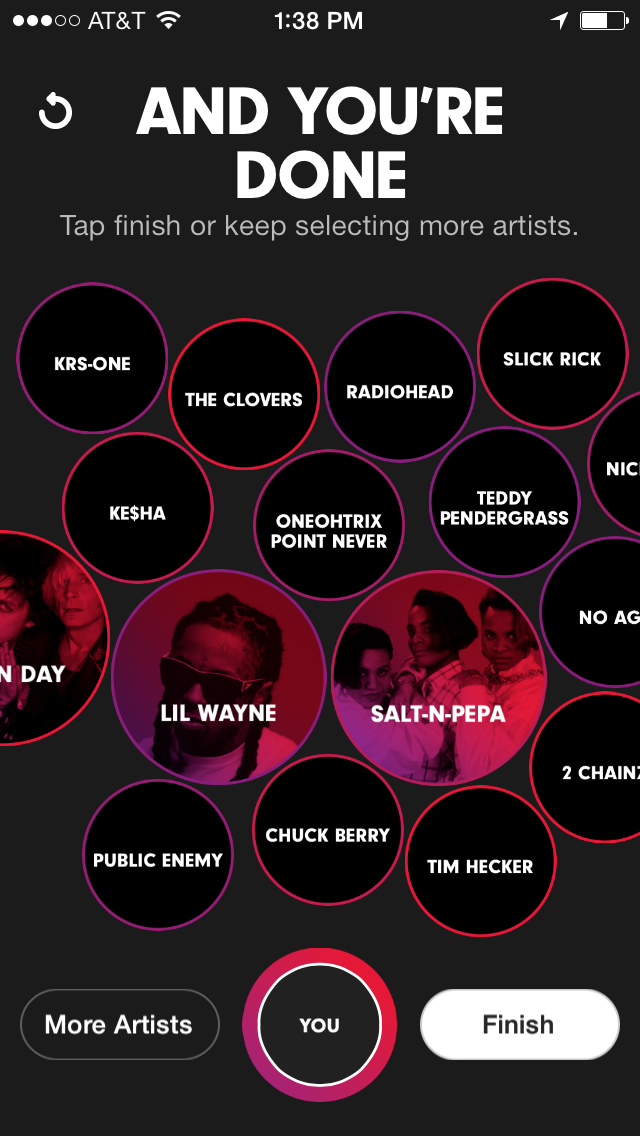 AT&T
1:38 PM
AND YOU'RE
DONE
Tap finish or keep selecting more artists.
KRS-ONE
THE CLOVERS
RADIOHEAD
SLICK RICK
NIC
KE$HA
ONEOHTRIX
POINT NEVER
TEDDY
PENDERGRASS
NO AG
N DAY
LIL WAYNE
SALT-N-PEPA
2 CHAINZ
PUBLIC ENEMY
CHUCK BERRY
TIM HECKER
More Artists
YOU
Finish